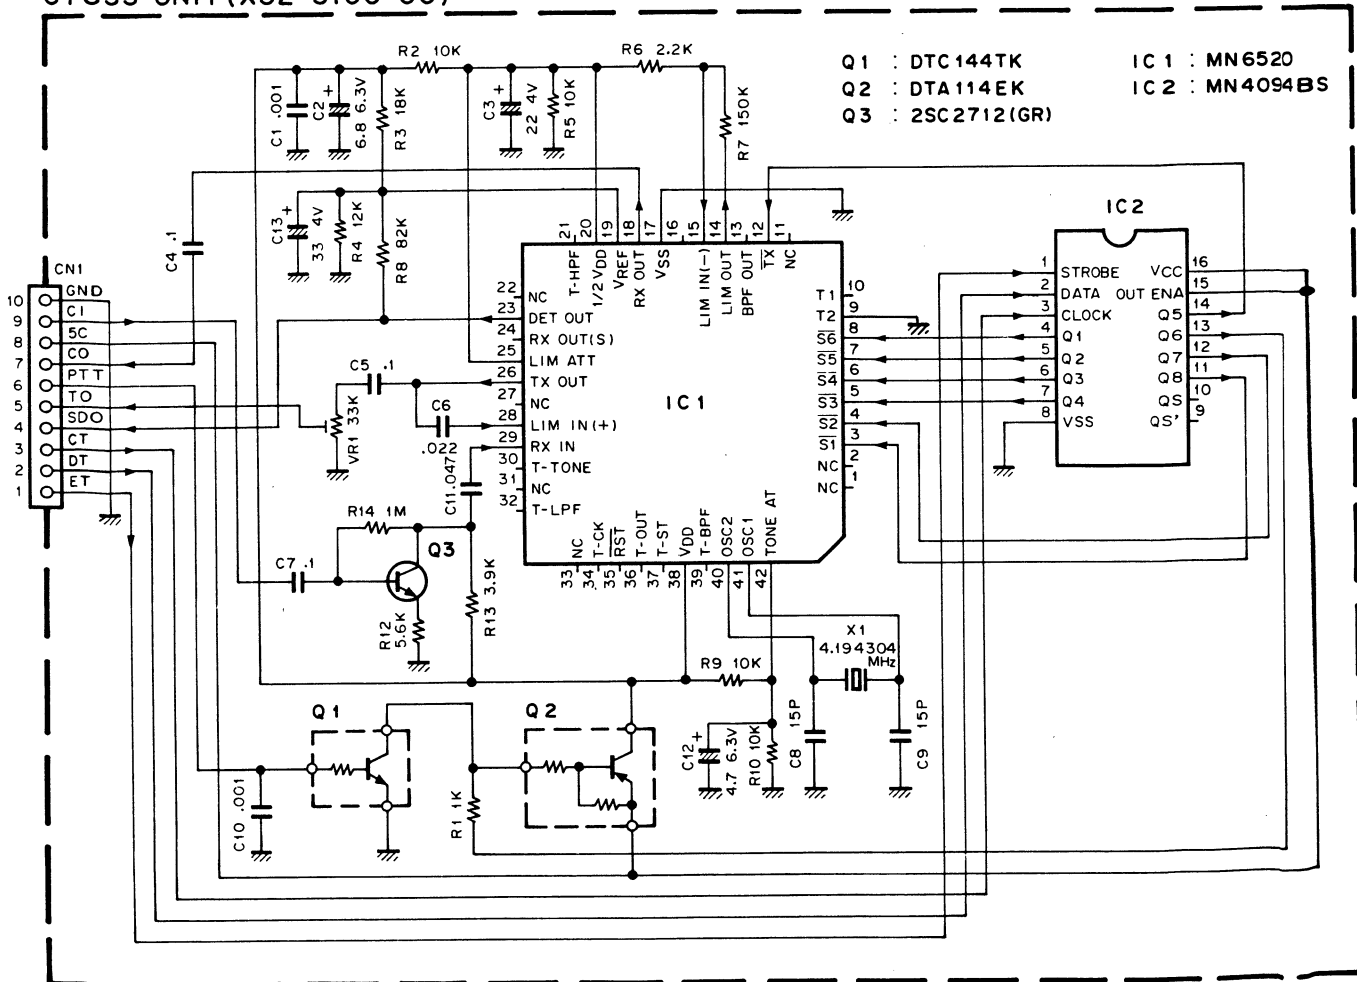 Q1 : DTC144TK
Q2 : DTA114EK
Q3 : 2SC2712(GR)
IC1 : MN6520
IC2 : MN4094BS
R2 10K
R6 2.2K
C1 .001
C2 + 6.8 6.3V
R3 18K
C3 + 22 4V
R5 10K
R7 150K
C4 .1
C13 + 33 4V
R4 12K
R8 82K
CN1
10 GND
9 CI
8 5C
7 CO
6 PTT
5 TO
4 SDO
3 CT
2 DT
1 ET
21 T-HPF
20 1/2 VDD
19 VREF
18 RX OUT
17 VSS
16
15 LIM IN(-)
14 LIM OUT
13 BPF OUT
12 TX
11 NC
22 NC
23 DET OUT
24 RX OUT(S)
25 LIM ATT
26 TX OUT
27 NC
28 LIM IN(+)
29 RX IN
30 T-TONE
31 NC
32 T-LPF
IC1
T1 10
T2 9
S6 8
S5 7
S4 6
S3 5
S2 4
S1 3
NC 2
NC 1
33 NC
34 T-CK
35 RST
36 T-OUT
37 T-ST
38 VDD
39 T-BPF
40 OSC2
41 OSC1
42 TONE AT
IC2
1 STROBE
2 DATA
3 CLOCK
4 Q1
5 Q2
6 Q3
7 Q4
8 VSS
VCC 16
OUT ENA 15
Q5 14
Q6 13
Q7 12
Q8 11
QS 10
QS' 9
C5 .1
C6 .022
VR1 33K
C11 .047
R14 1M
Q3
C7 .1
R12 5.6K
R13 3.9K
X1
4.194304
MHz
R9 10K
C12 + 4.7 6.3V
R10 10K
C8 15P
C9 15P
Q1
Q2
C10 .001
R1 1K